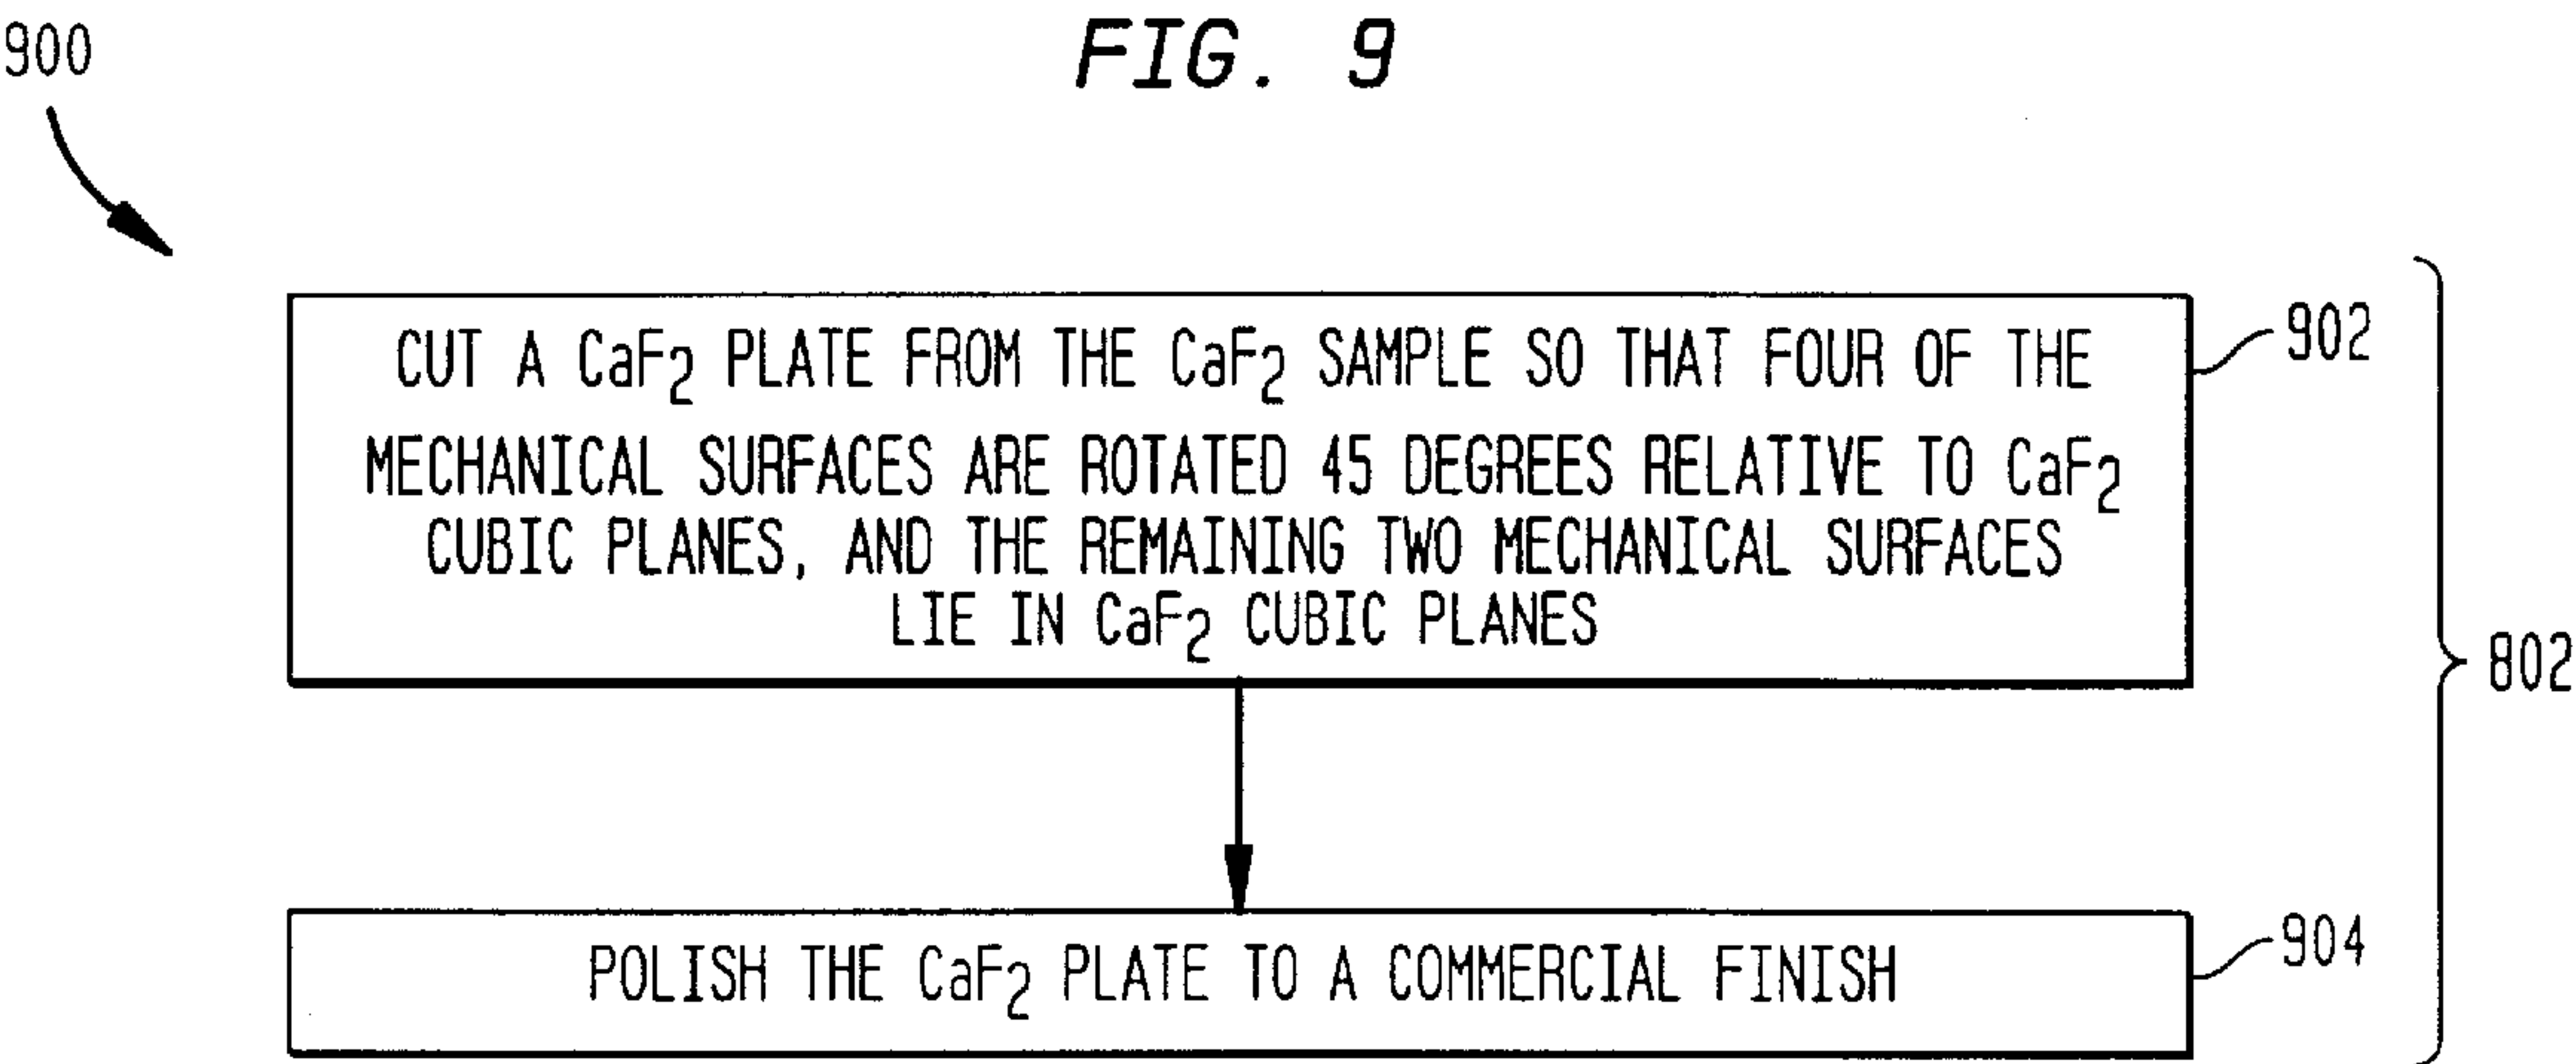 900
FIG. 9
CUT A CaF2 PLATE FROM THE CaF2 SAMPLE SO THAT FOUR OF THE
MECHANICAL SURFACES ARE ROTATED 45 DEGREES RELATIVE TO CaF2
CUBIC PLANES, AND THE REMAINING TWO MECHANICAL SURFACES
LIE IN CaF2 CUBIC PLANES
902
802
POLISH THE CaF2 PLATE TO A COMMERCIAL FINISH
904